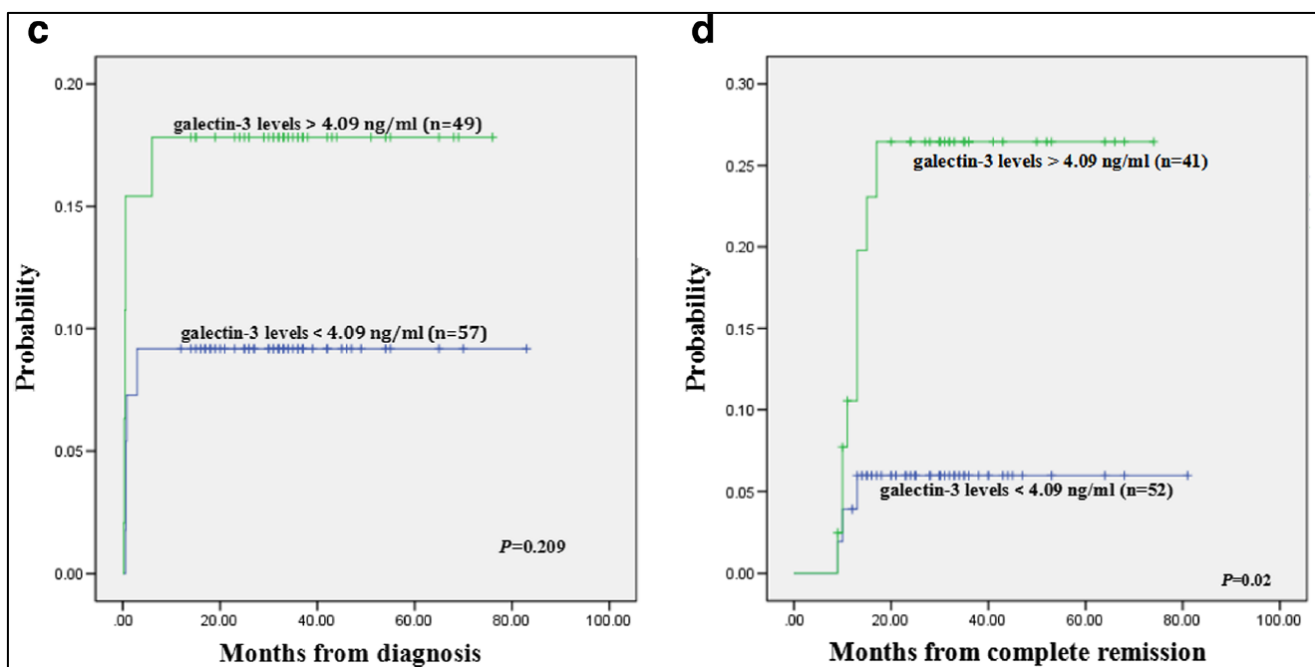 c
0.20
0.15
0.10
0.05
0.00
Probability
galectin-3 levels > 4.09 ng/ml (n=49)
galectin-3 levels < 4.09 ng/ml (n=57)
P=0.209
.00 20.00 40.00 60.00 80.00 100.00
Months from diagnosis
d
0.30
0.25
0.20
0.15
0.10
0.05
0.00
Probability
galectin-3 levels > 4.09 ng/ml (n=41)
galectin-3 levels < 4.09 ng/ml (n=52)
P=0.02
.00 20.00 40.00 60.00 80.00 100.00
Months from complete remission